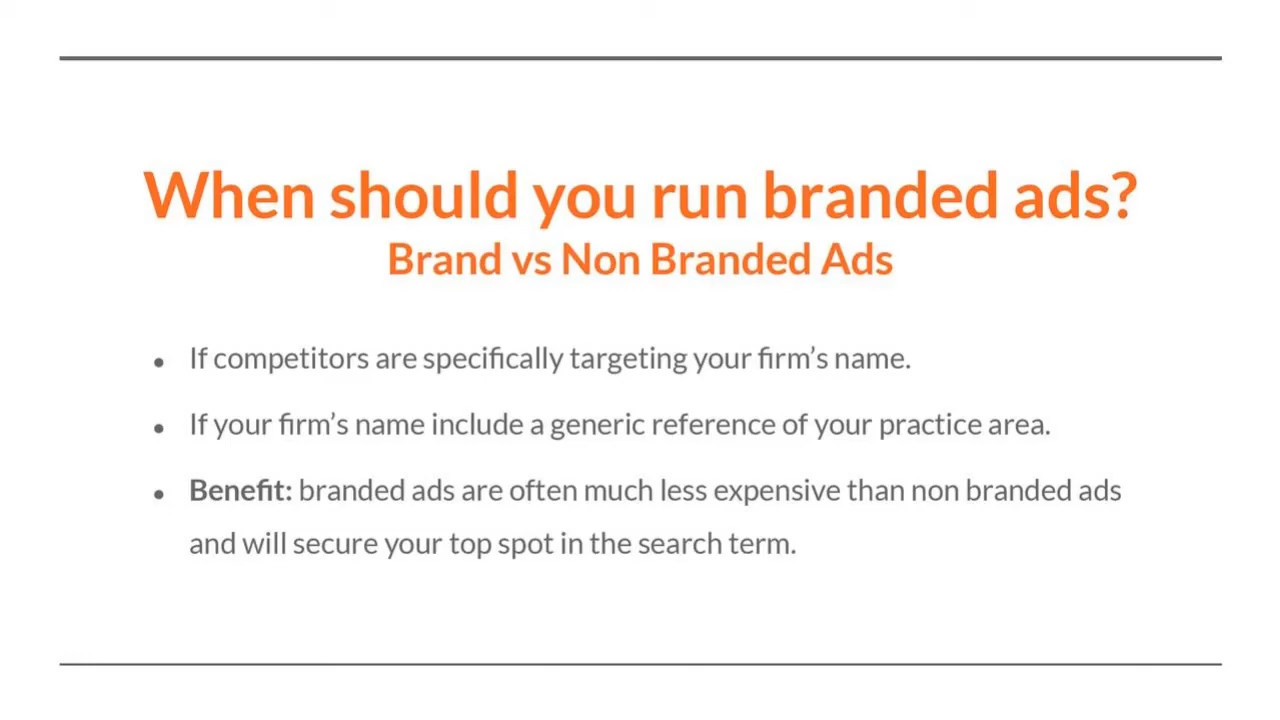 When should you run branded ads?
Brand vs Non Branded Ads
● If competitors are specifically targeting your firm’s name.
● If your firm’s name include a generic reference of your practice area.
● Benefit: branded ads are often much less expensive than non branded ads
and will secure your top spot in the search term.